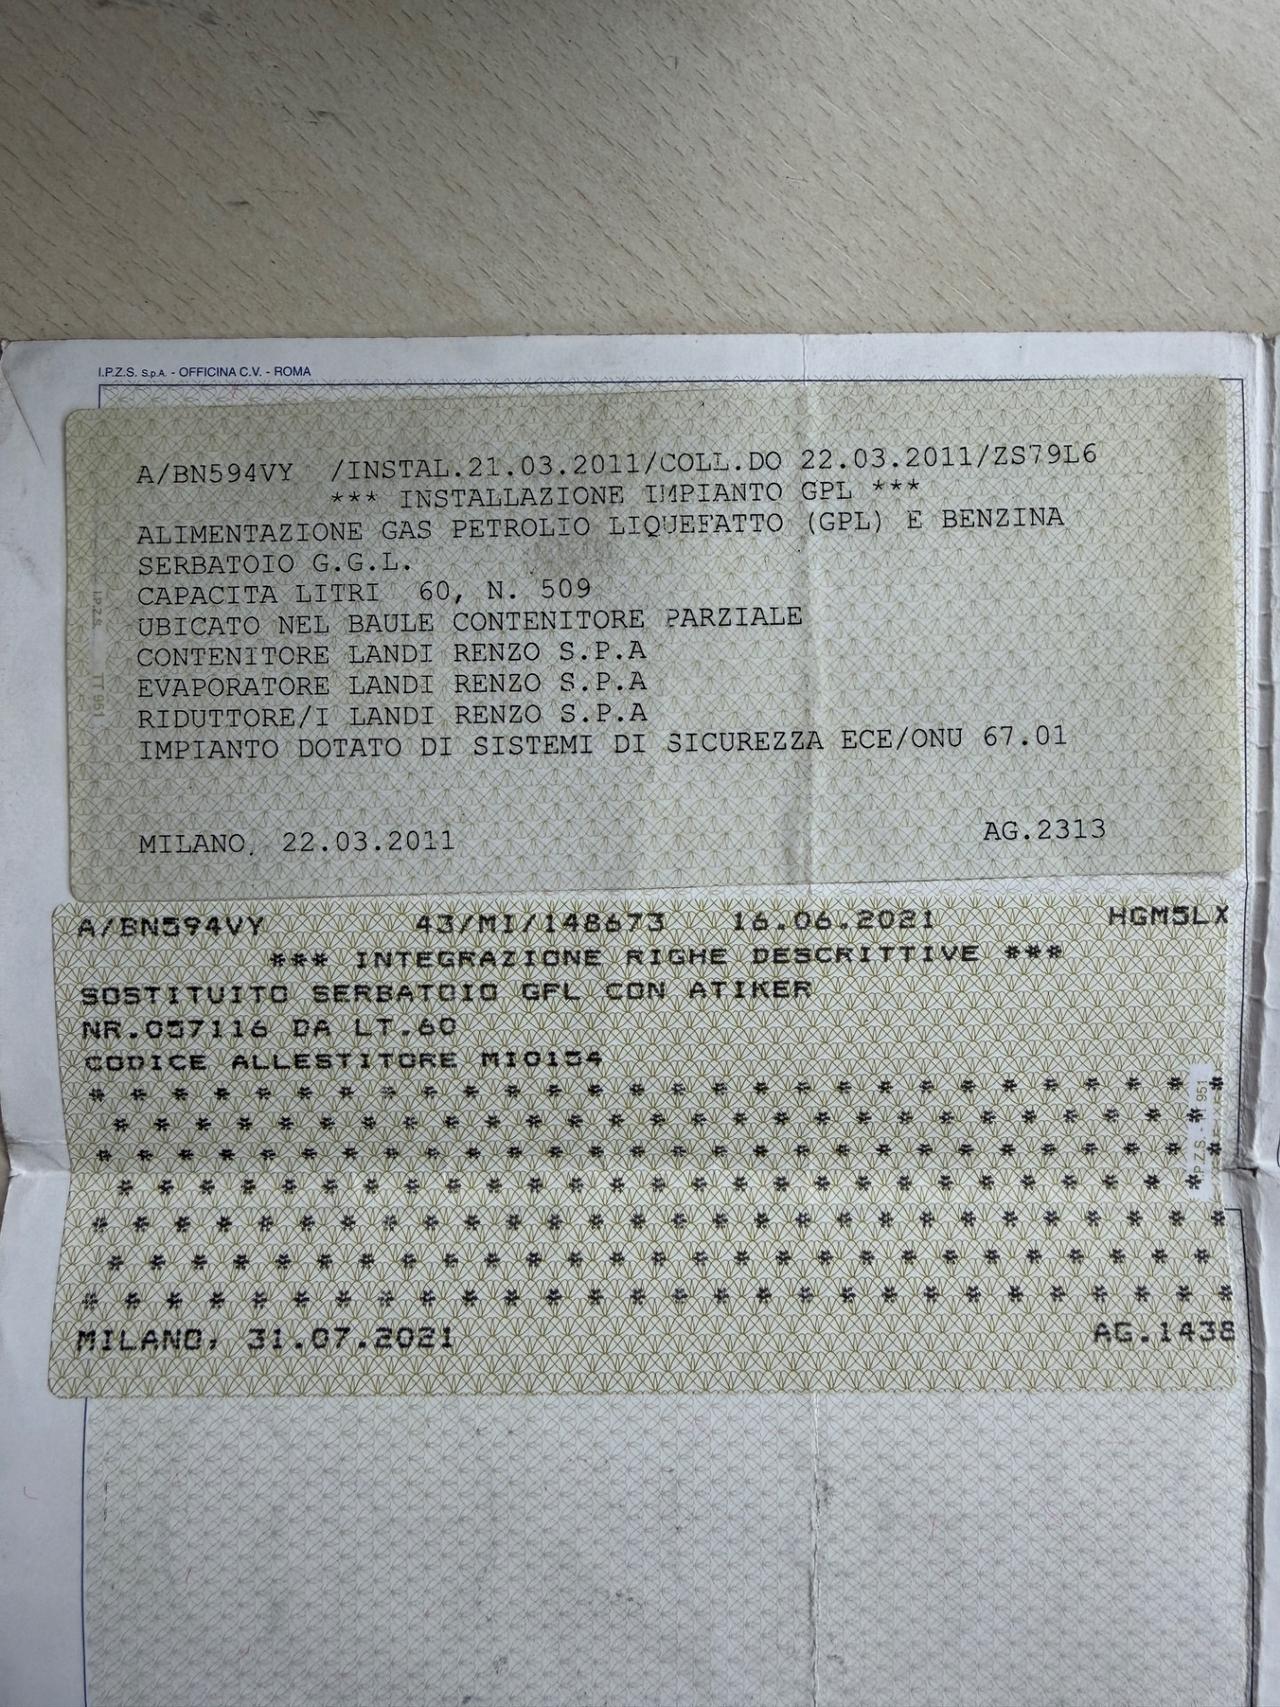 I.P.Z.S. S.p.A. - OFFICINA C.V. - ROMA
A/BN594VY /INSTAL.21.03.2011/COLL.DO 22.03.2011/ZS79L6
*** INSTALLAZIONE IMPIANTO GPL ***
ALIMENTAZIONE GAS PETROLIO LIQUEFATTO (GPL) E BENZINA
SERBATOIO G.G.L.
CAPACITA LITRI 60, N. 509
UBICATO NEL BAULE CONTENITORE PARZIALE
CONTENITORE LANDI RENZO S.P.A
EVAPORATORE LANDI RENZO S.P.A
RIDUTTORE/I LANDI RENZO S.P.A
IMPIANTO DOTATO DI SISTEMI DI SICUREZZA ECE/ONU 67.01
MILANO, 22.03.2011 AG.2313
I.P.Z.S. TT 951
A/BN594VY 43/MI/148673 16.06.2021 HGM5LX
*** INTEGRAZIONE RIGHE DESCRITTIVE ***
SOSTITUITO SERBATOIO GPL CON ATIKER
NR.057116 DA LT.60
CODICE ALLESTITORE MI0154
* * * * * * * * * * * * * * * * * * * * * * * * * * * *
* * * * * * * * * * * * * * * * * * * * * * * * * * *
* * * * * * * * * * * * * * * * * * * * * * * * * * * *
* * * * * * * * * * * * * * * * * * * * * * * * * * *
* * * * * * * * * * * * * * * * * * * * * * * * * * * *
* * * * * * * * * * * * * * * * * * * * * * * * * * *
* * * * * * * * * * * * * * * * * * * * * * * * * * * *
MILANO, 31.07.2021 AG.1438